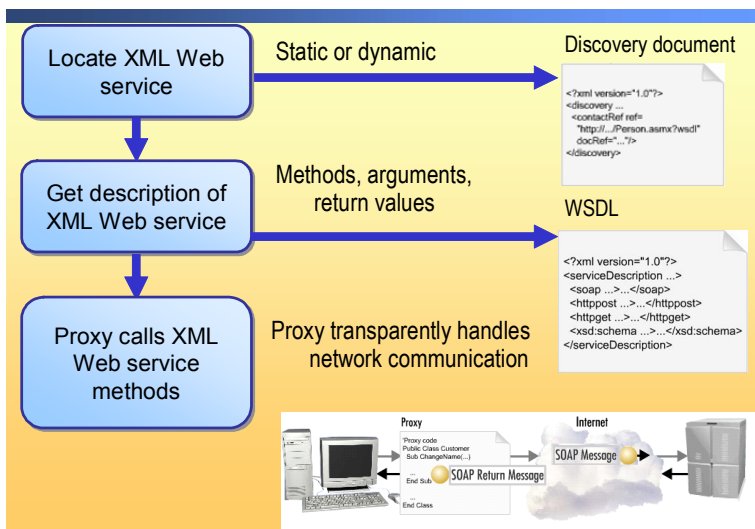 Locate XML Web
service
Static or dynamic
Discovery document
<?xml version="1.0"?>
<discovery ...
<contactRef ref=
"http://.../Person.asmx?wsdl"
docRef="..."/>
</discovery>
Get description of
XML Web service
Methods, arguments,
return values
WSDL
<?xml version="1.0"?>
<serviceDescription ...>
<soap ...>...</soap>
<httppost ...>...</httppost>
<httpget ...>...</httpget>
<xsd:schema ...>...</xsd:schema>
</serviceDescription>
Proxy calls XML
Web service
methods
Proxy transparently handles
network communication
Proxy
'Proxy code
Public Class Customer
Sub ChangeName(...)
...
End Sub
...
End Class
SOAP Return Message
Internet
SOAP Message